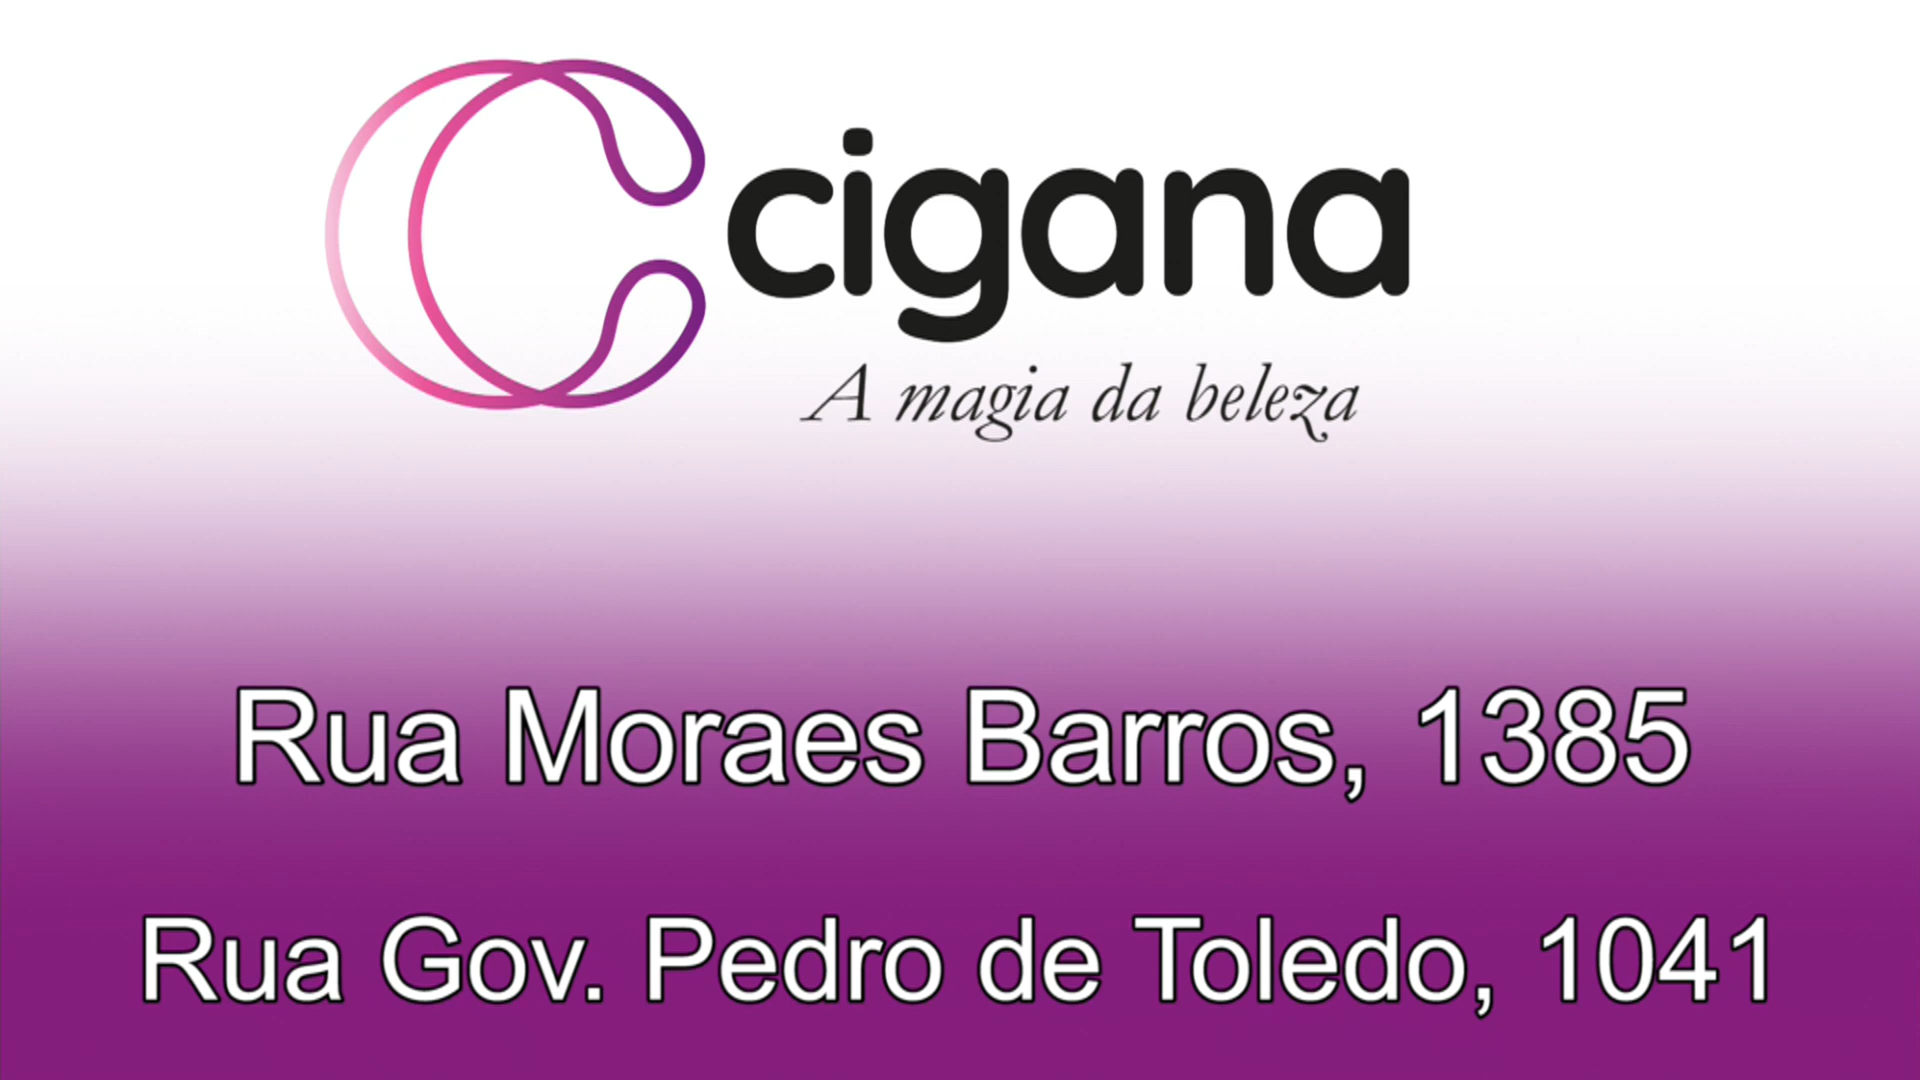 cigana
A magia da beleza
Rua Moraes Barros, 1385
Rua Gov. Pedro de Toledo, 1041